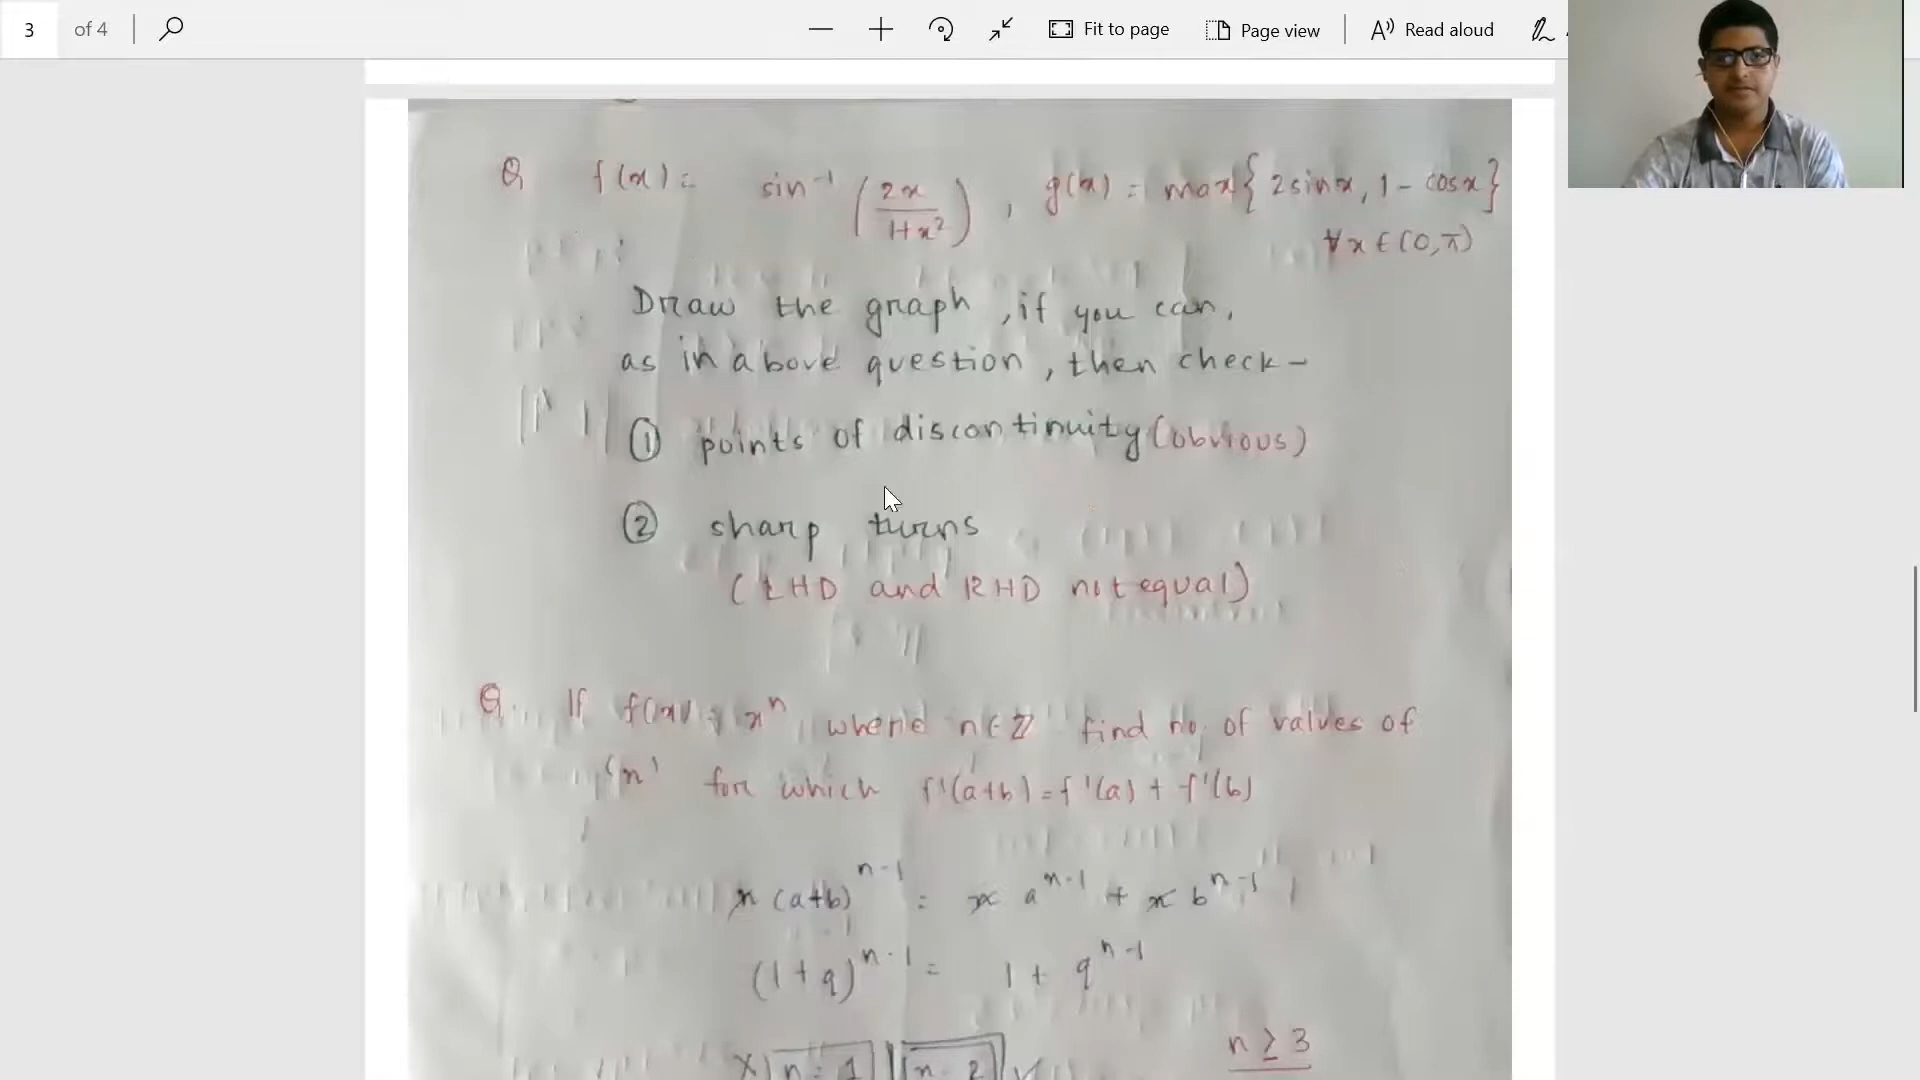 3 of 4 Fit to page Page view Read aloud
Q f(x) = sin⁻¹ (2x / 1+x²) , g(x) = max{ 2sinx, 1 - cosx}
∀x ∈ (0,π)
Draw the graph, if you can,
as in above question, then check -
① points of discontinuity (obvious)
② sharp turns
(LHD and RHD not equal)
Q. If f(x) = xⁿ where n ∈ ℤ find no. of values of
'n' for which f'(a+b) = f'(a) + f'(b)
n (a+b)ⁿ⁻¹ = n aⁿ⁻¹ + n bⁿ⁻¹
(1+q)ⁿ⁻¹ = 1 + qⁿ⁻¹
n ≥ 3
X n = 1 n = 2 ✓